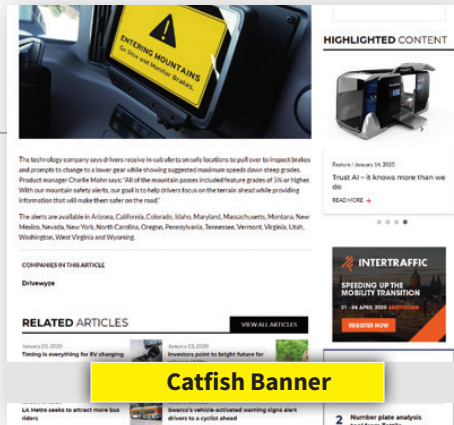 ENTERING MOUNTAINS
Go Slow and Monitor Brakes.
The technology company says drivers receive in-cab alerts on safe locations to pull over to inspect brakes
and prompts to change to a lower gear while showing suggested maximum speeds down steep grades.
Product manager Charlie Mohn says: "All of the mountain passes included feature grades of 5% or higher.
With our mountain safety alerts, our goal is to help drivers focus on the terrain ahead while providing
information that will make them safer on the road."
The alerts are available in Arizona, California, Colorado, Idaho, Maryland, Massachusetts, Montana, New
Mexico, Nevada, New York, North Carolina, Oregon, Pennsylvania, Tennessee, Vermont, Virginia, Utah,
Washington, West Virginia and Wyoming.
COMPANIES IN THIS ARTICLE
Drivewyze
RELATED ARTICLES
VIEW ALL ARTICLES
January 23, 2020
Timing is everything for EV charging
January 23, 2020
Investors point to bright future for
LA Metro seeks to attract more bus
riders
Swarco's vehicle-activated warning signs alert
drivers to a cyclist ahead
Catfish Banner
HIGHLIGHTED CONTENT
Feature / January 14, 2020
Trust AI – it knows more than we
do
READ MORE →
INTERTRAFFIC
SPEEDING UP THE
MOBILITY TRANSITION
21 - 24 APRIL 2020 AMSTERDAM
REGISTER NOW
2 Number plate analysis